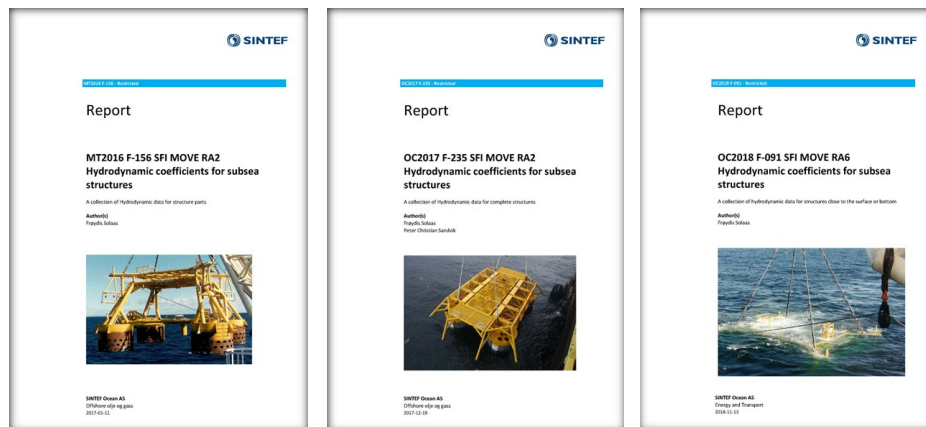 SINTEF
MT2016 F-156 - Restricted
Report
MT2016 F-156 SFI MOVE RA2
Hydrodynamic coefficients for subsea
structures
A collection of Hydrodynamic data for structure parts
Author(s)
Frøydis Solaas
SINTEF Ocean AS
Offshore olje og gass
2017-01-11
SINTEF
OC2017 F-235 - Restricted
Report
OC2017 F-235 SFI MOVE RA2
Hydrodynamic coefficients for subsea
structures
A collection of Hydrodynamic data for complete structures
Author(s)
Frøydis Solaas
Peter Christian Sandvik
SINTEF Ocean AS
Offshore olje og gass
2017-12-19
SINTEF
OC2018 F-091 - Restricted
Report
OC2018 F-091 SFI MOVE RA6
Hydrodynamic coefficients for subsea
structures
A collection of hydrodynamic data for structures close to the surface or bottom
Author(s)
Frøydis Solaas
SINTEF Ocean AS
Energy and Transport
2018-11-13